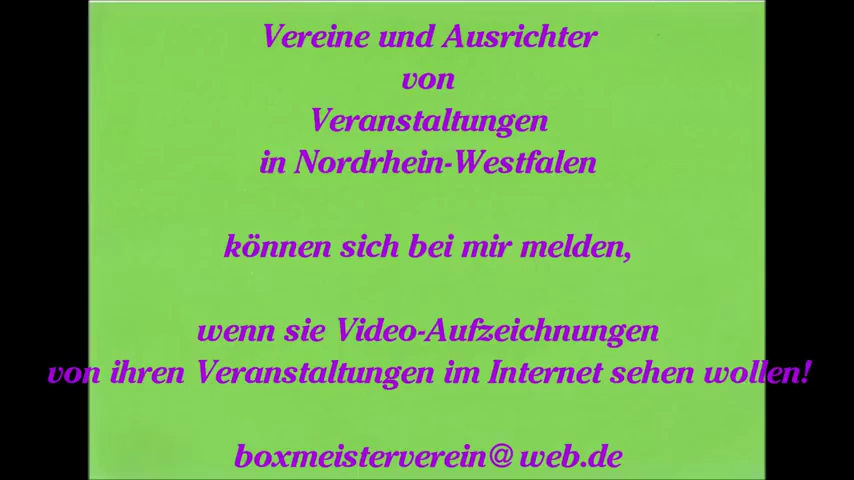 Vereine und Ausrichter
von
Veranstaltungen
in Nordrhein-Westfalen
können sich bei mir melden,
wenn sie Video-Aufzeichnungen
von ihren Veranstaltungen im Internet sehen wollen!
boxmeisterverein@web.de